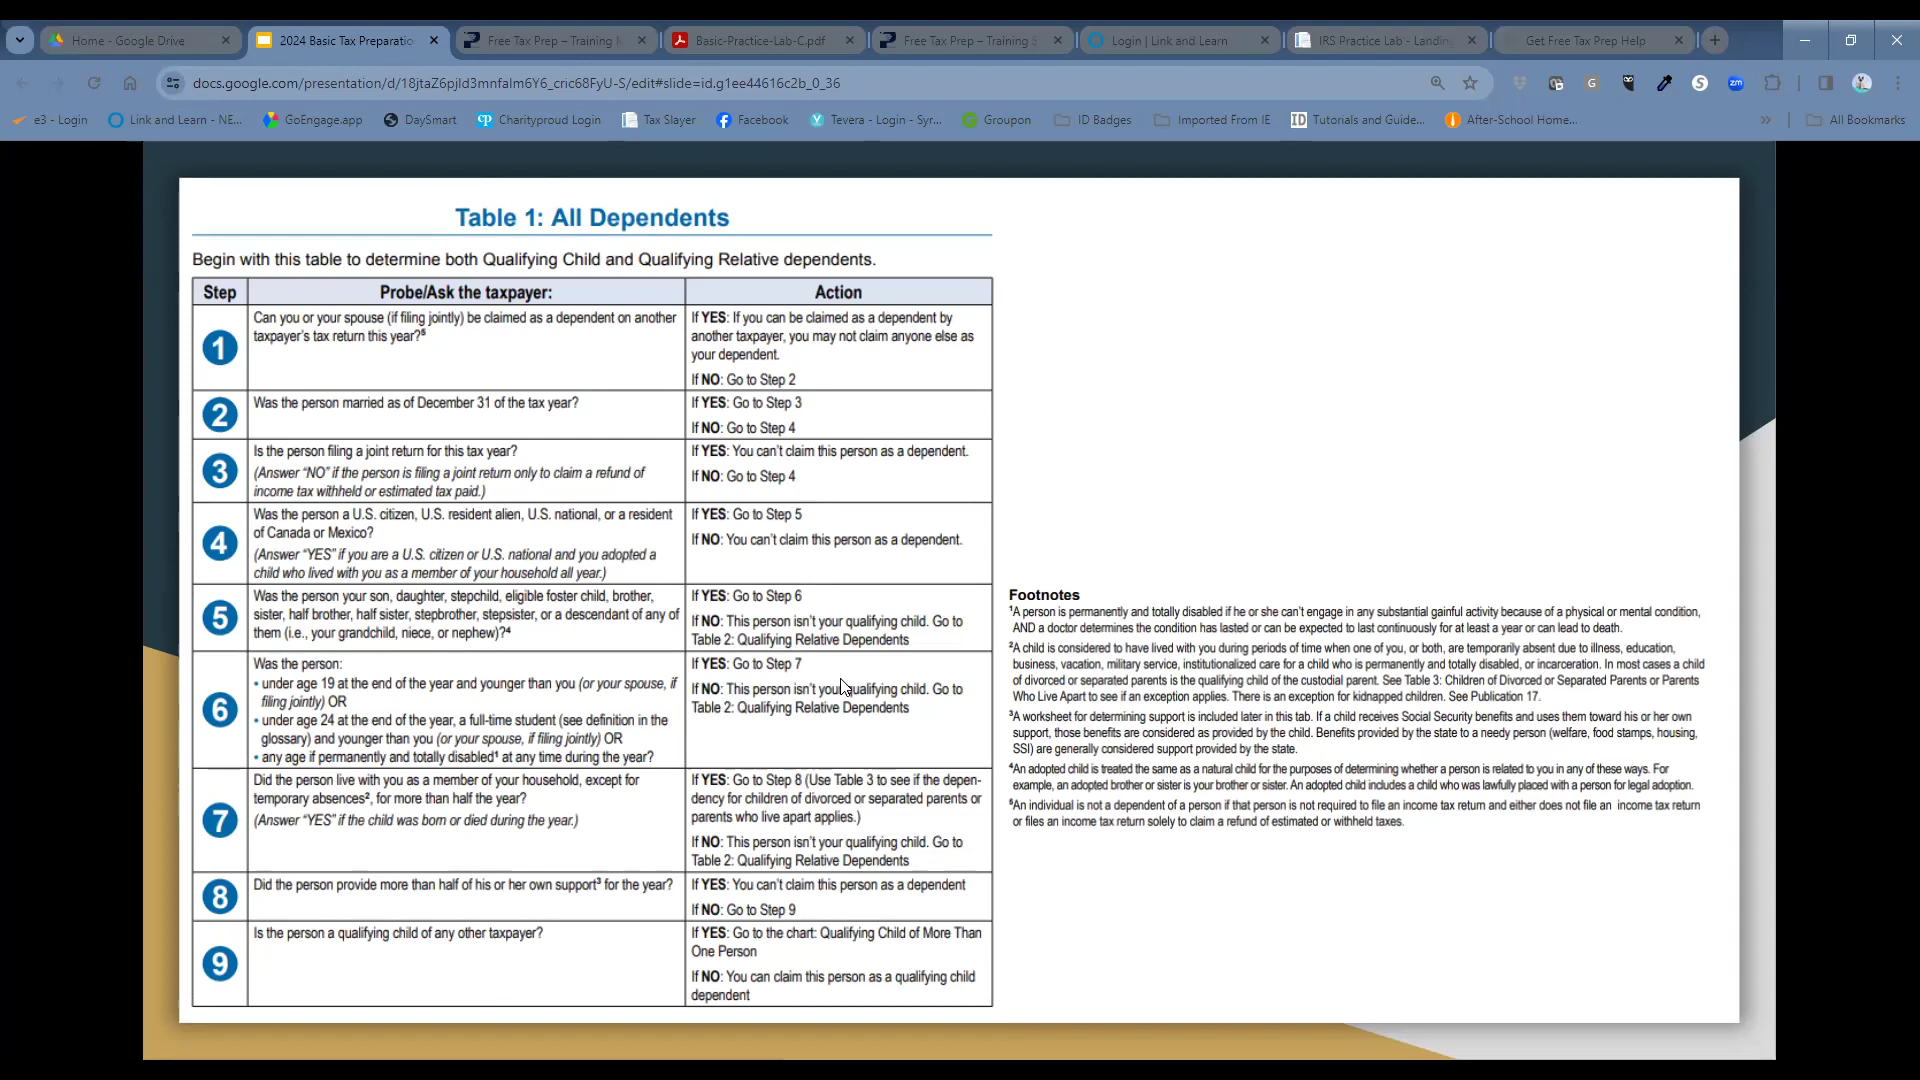 Home - Google Drive
2024 Basic Tax Preparatio
Free Tax Prep – Training M
Basic-Practice-Lab-C.pdf
Free Tax Prep – Training S
Login | Link and Learn
IRS Practice Lab - Landin
Get Free Tax Prep Help
docs.google.com/presentation/d/18jtaZ6pjId3mnfaIm6Y6_cric68FyU-S/edit#slide=id.g1ee44616c2b_0_36
e3 - Login
Link and Learn - NE...
GoEngage.app
DaySmart
Charityproud Login
Tax Slayer
Facebook
Tevera - Login - Syr...
Groupon
ID Badges
Imported From IE
Tutorials and Guide...
After-School Home...
All Bookmarks
Table 1: All Dependents
Begin with this table to determine both Qualifying Child and Qualifying Relative dependents.
Step
Probe/Ask the taxpayer:
Action
1
Can you or your spouse (if filing jointly) be claimed as a dependent on another
taxpayer's tax return this year?⁵
If YES: If you can be claimed as a dependent by
another taxpayer, you may not claim anyone else as
your dependent.
If NO: Go to Step 2
2
Was the person married as of December 31 of the tax year?
If YES: Go to Step 3
If NO: Go to Step 4
3
Is the person filing a joint return for this tax year?
(Answer "NO" if the person is filing a joint return only to claim a refund of
income tax withheld or estimated tax paid.)
If YES: You can't claim this person as a dependent.
If NO: Go to Step 4
4
Was the person a U.S. citizen, U.S. resident alien, U.S. national, or a resident
of Canada or Mexico?
(Answer "YES" if you are a U.S. citizen or U.S. national and you adopted a
child who lived with you as a member of your household all year.)
If YES: Go to Step 5
If NO: You can't claim this person as a dependent.
5
Was the person your son, daughter, stepchild, eligible foster child, brother,
sister, half brother, half sister, stepbrother, stepsister, or a descendant of any of
them (i.e., your grandchild, niece, or nephew)?⁴
If YES: Go to Step 6
If NO: This person isn't your qualifying child. Go to
Table 2: Qualifying Relative Dependents
6
Was the person:
• under age 19 at the end of the year and younger than you (or your spouse, if
filing jointly) OR
• under age 24 at the end of the year, a full-time student (see definition in the
glossary) and younger than you (or your spouse, if filing jointly) OR
• any age if permanently and totally disabled¹ at any time during the year?
If YES: Go to Step 7
If NO: This person isn't your qualifying child. Go to
Table 2: Qualifying Relative Dependents
7
Did the person live with you as a member of your household, except for
temporary absences², for more than half the year?
(Answer "YES" if the child was born or died during the year.)
If YES: Go to Step 8 (Use Table 3 to see if the depen-
dency for children of divorced or separated parents or
parents who live apart applies.)
If NO: This person isn't your qualifying child. Go to
Table 2: Qualifying Relative Dependents
8
Did the person provide more than half of his or her own support³ for the year?
If YES: You can't claim this person as a dependent
If NO: Go to Step 9
9
Is the person a qualifying child of any other taxpayer?
If YES: Go to the chart: Qualifying Child of More Than
One Person
If NO: You can claim this person as a qualifying child
dependent
Footnotes
¹A person is permanently and totally disabled if he or she can't engage in any substantial gainful activity because of a physical or mental condition,
AND a doctor determines the condition has lasted or can be expected to last continuously for at least a year or can lead to death.
²A child is considered to have lived with you during periods of time when one of you, or both, are temporarily absent due to illness, education,
business, vacation, military service, institutionalized care for a child who is permanently and totally disabled, or incarceration. In most cases a child
of divorced or separated parents is the qualifying child of the custodial parent. See Table 3: Children of Divorced or Separated Parents or Parents
Who Live Apart to see if an exception applies. There is an exception for kidnapped children. See Publication 17.
³A worksheet for determining support is included later in this tab. If a child receives Social Security benefits and uses them toward his or her own
support, those benefits are considered as provided by the child. Benefits provided by the state to a needy person (welfare, food stamps, housing,
SSI) are generally considered support provided by the state.
⁴An adopted child is treated the same as a natural child for the purposes of determining whether a person is related to you in any of these ways. For
example, an adopted brother or sister is your brother or sister. An adopted child includes a child who was lawfully placed with a person for legal adoption.
⁵An individual is not a dependent of a person if that person is not required to file an income tax return and either does not file an income tax return
or files an income tax return solely to claim a refund of estimated or withheld taxes.